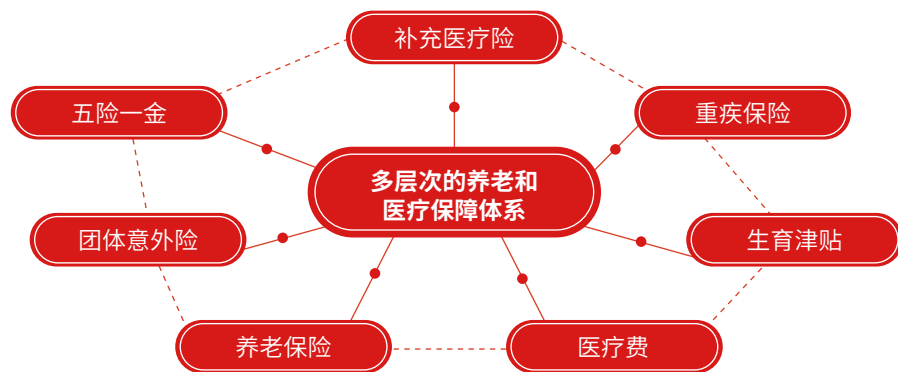 补充医疗险
五险一金
重疾保险
多层次的养老和
医疗保障体系
团体意外险
生育津贴
养老保险
医疗费